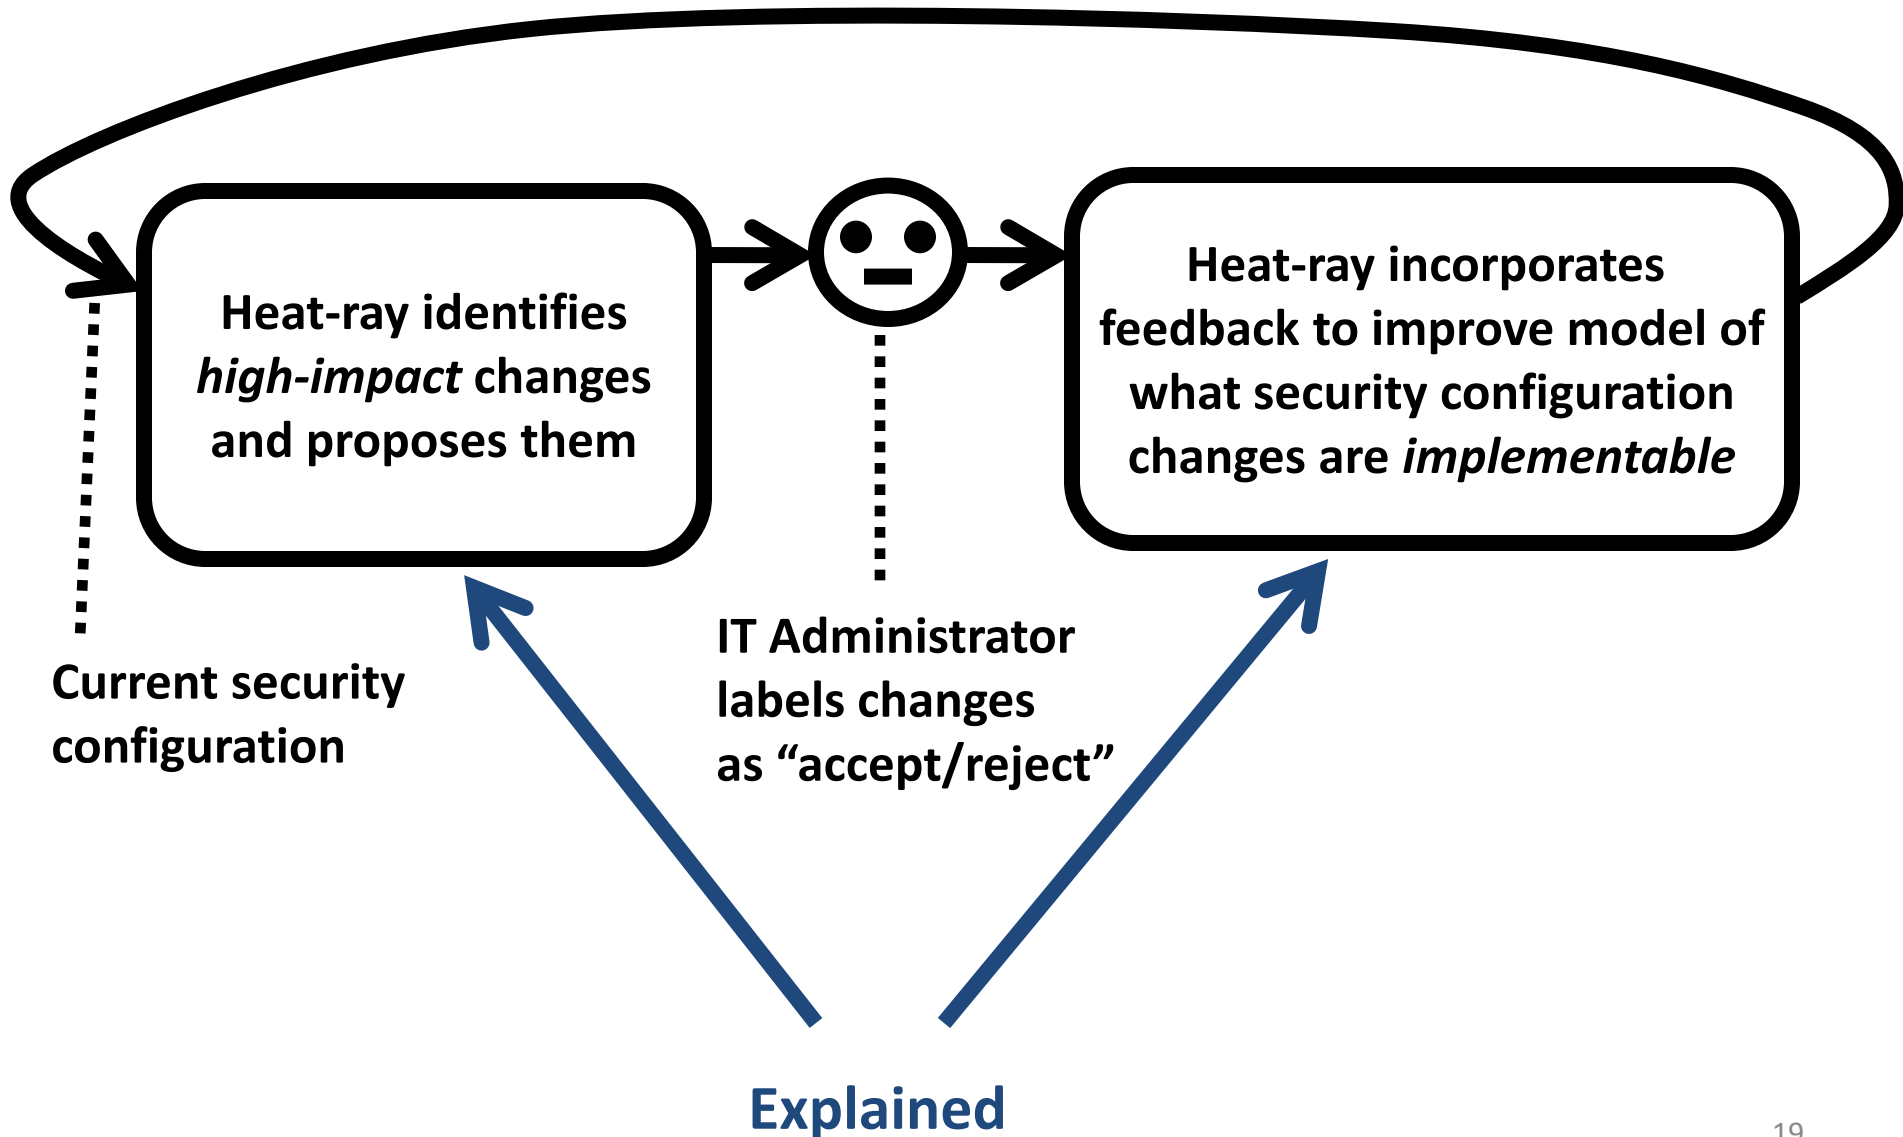 Heat-ray identifies
high-impact changes
and proposes them
Heat-ray incorporates
feedback to improve model of
what security configuration
changes are implementable
Current security
configuration
IT Administrator
labels changes
as “accept/reject”
Explained
19